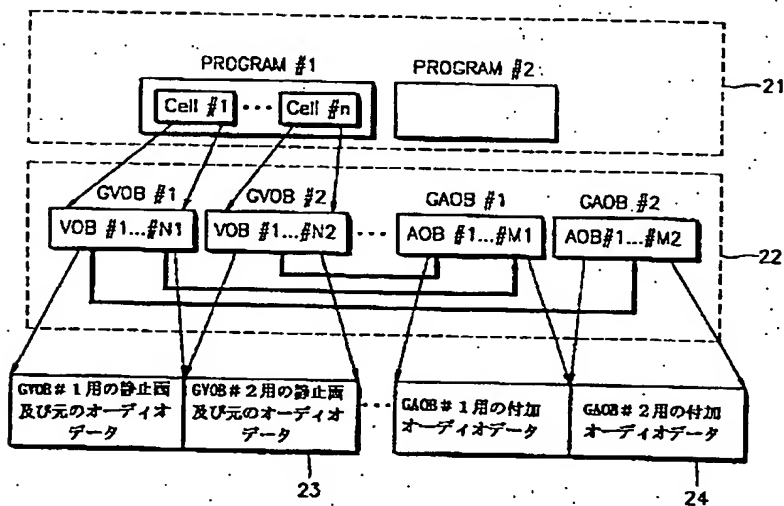 PROGRAM #1
PROGRAM #2
Cell #1 ... Cell #n
21
GVOB #1
GVOB #2
GAOB #1
GAOB #2
VOB #1...#N1
VOB #1...#N2
...
AOB #1...#M1
AOB#1...#M2
22
GVOB#1用の静止画
及び元のオーディオ
データ
GVOB#2用の静止画
及び元のオーディオ
データ
...
GAOB#1用の付加
オーディオデータ
GAOB#2用の付加
オーディオデータ
23
24